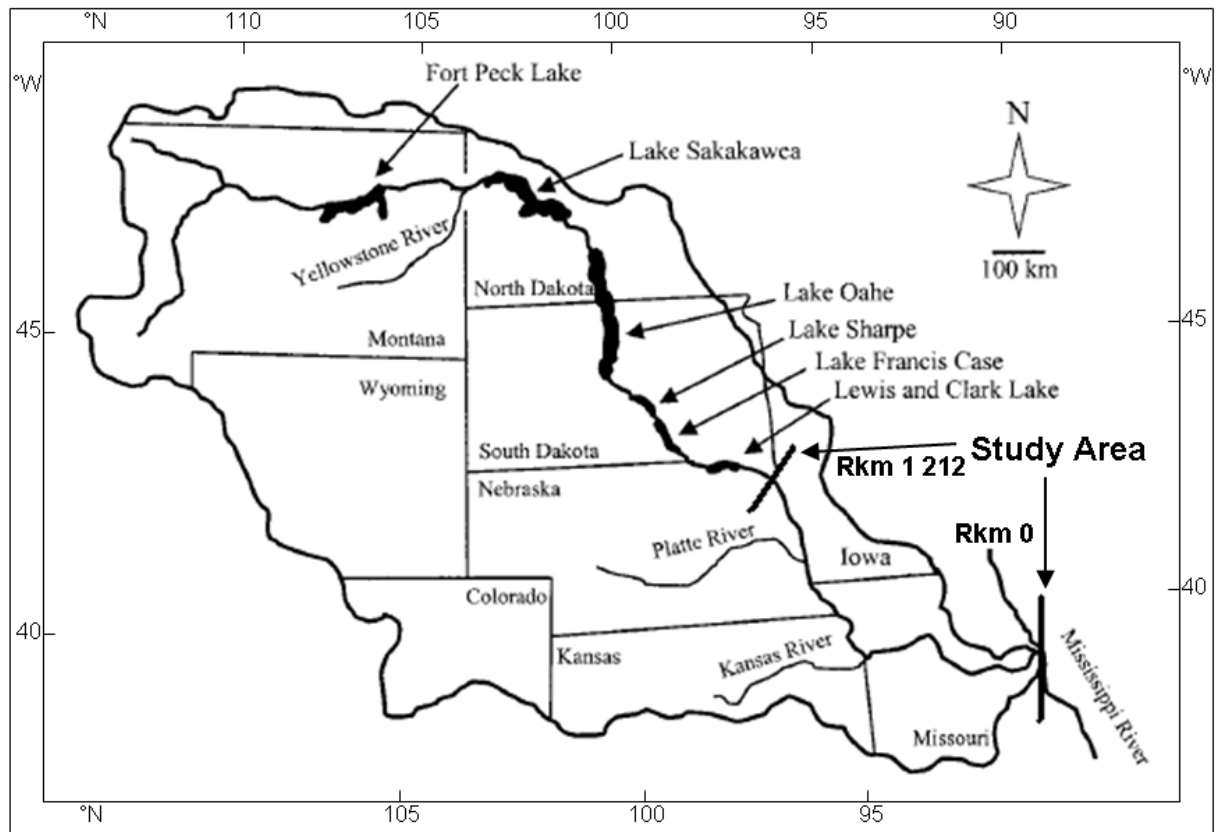 °N 110 105 100 95 90
°W
°W
Fort Peck Lake
N
Lake Sakakawea
Yellowstone River
100 km
North Dakota
Lake Oahe
45
45
Lake Sharpe
Montana
Lake Francis Case
Wyoming
Lewis and Clark Lake
South Dakota
Study Area
Rkm 1 212
Nebraska
Platte River
Rkm 0
Iowa
Colorado
40
40
Kansas
Kansas River
Mississippi River
Missouri
°N 105 100 95